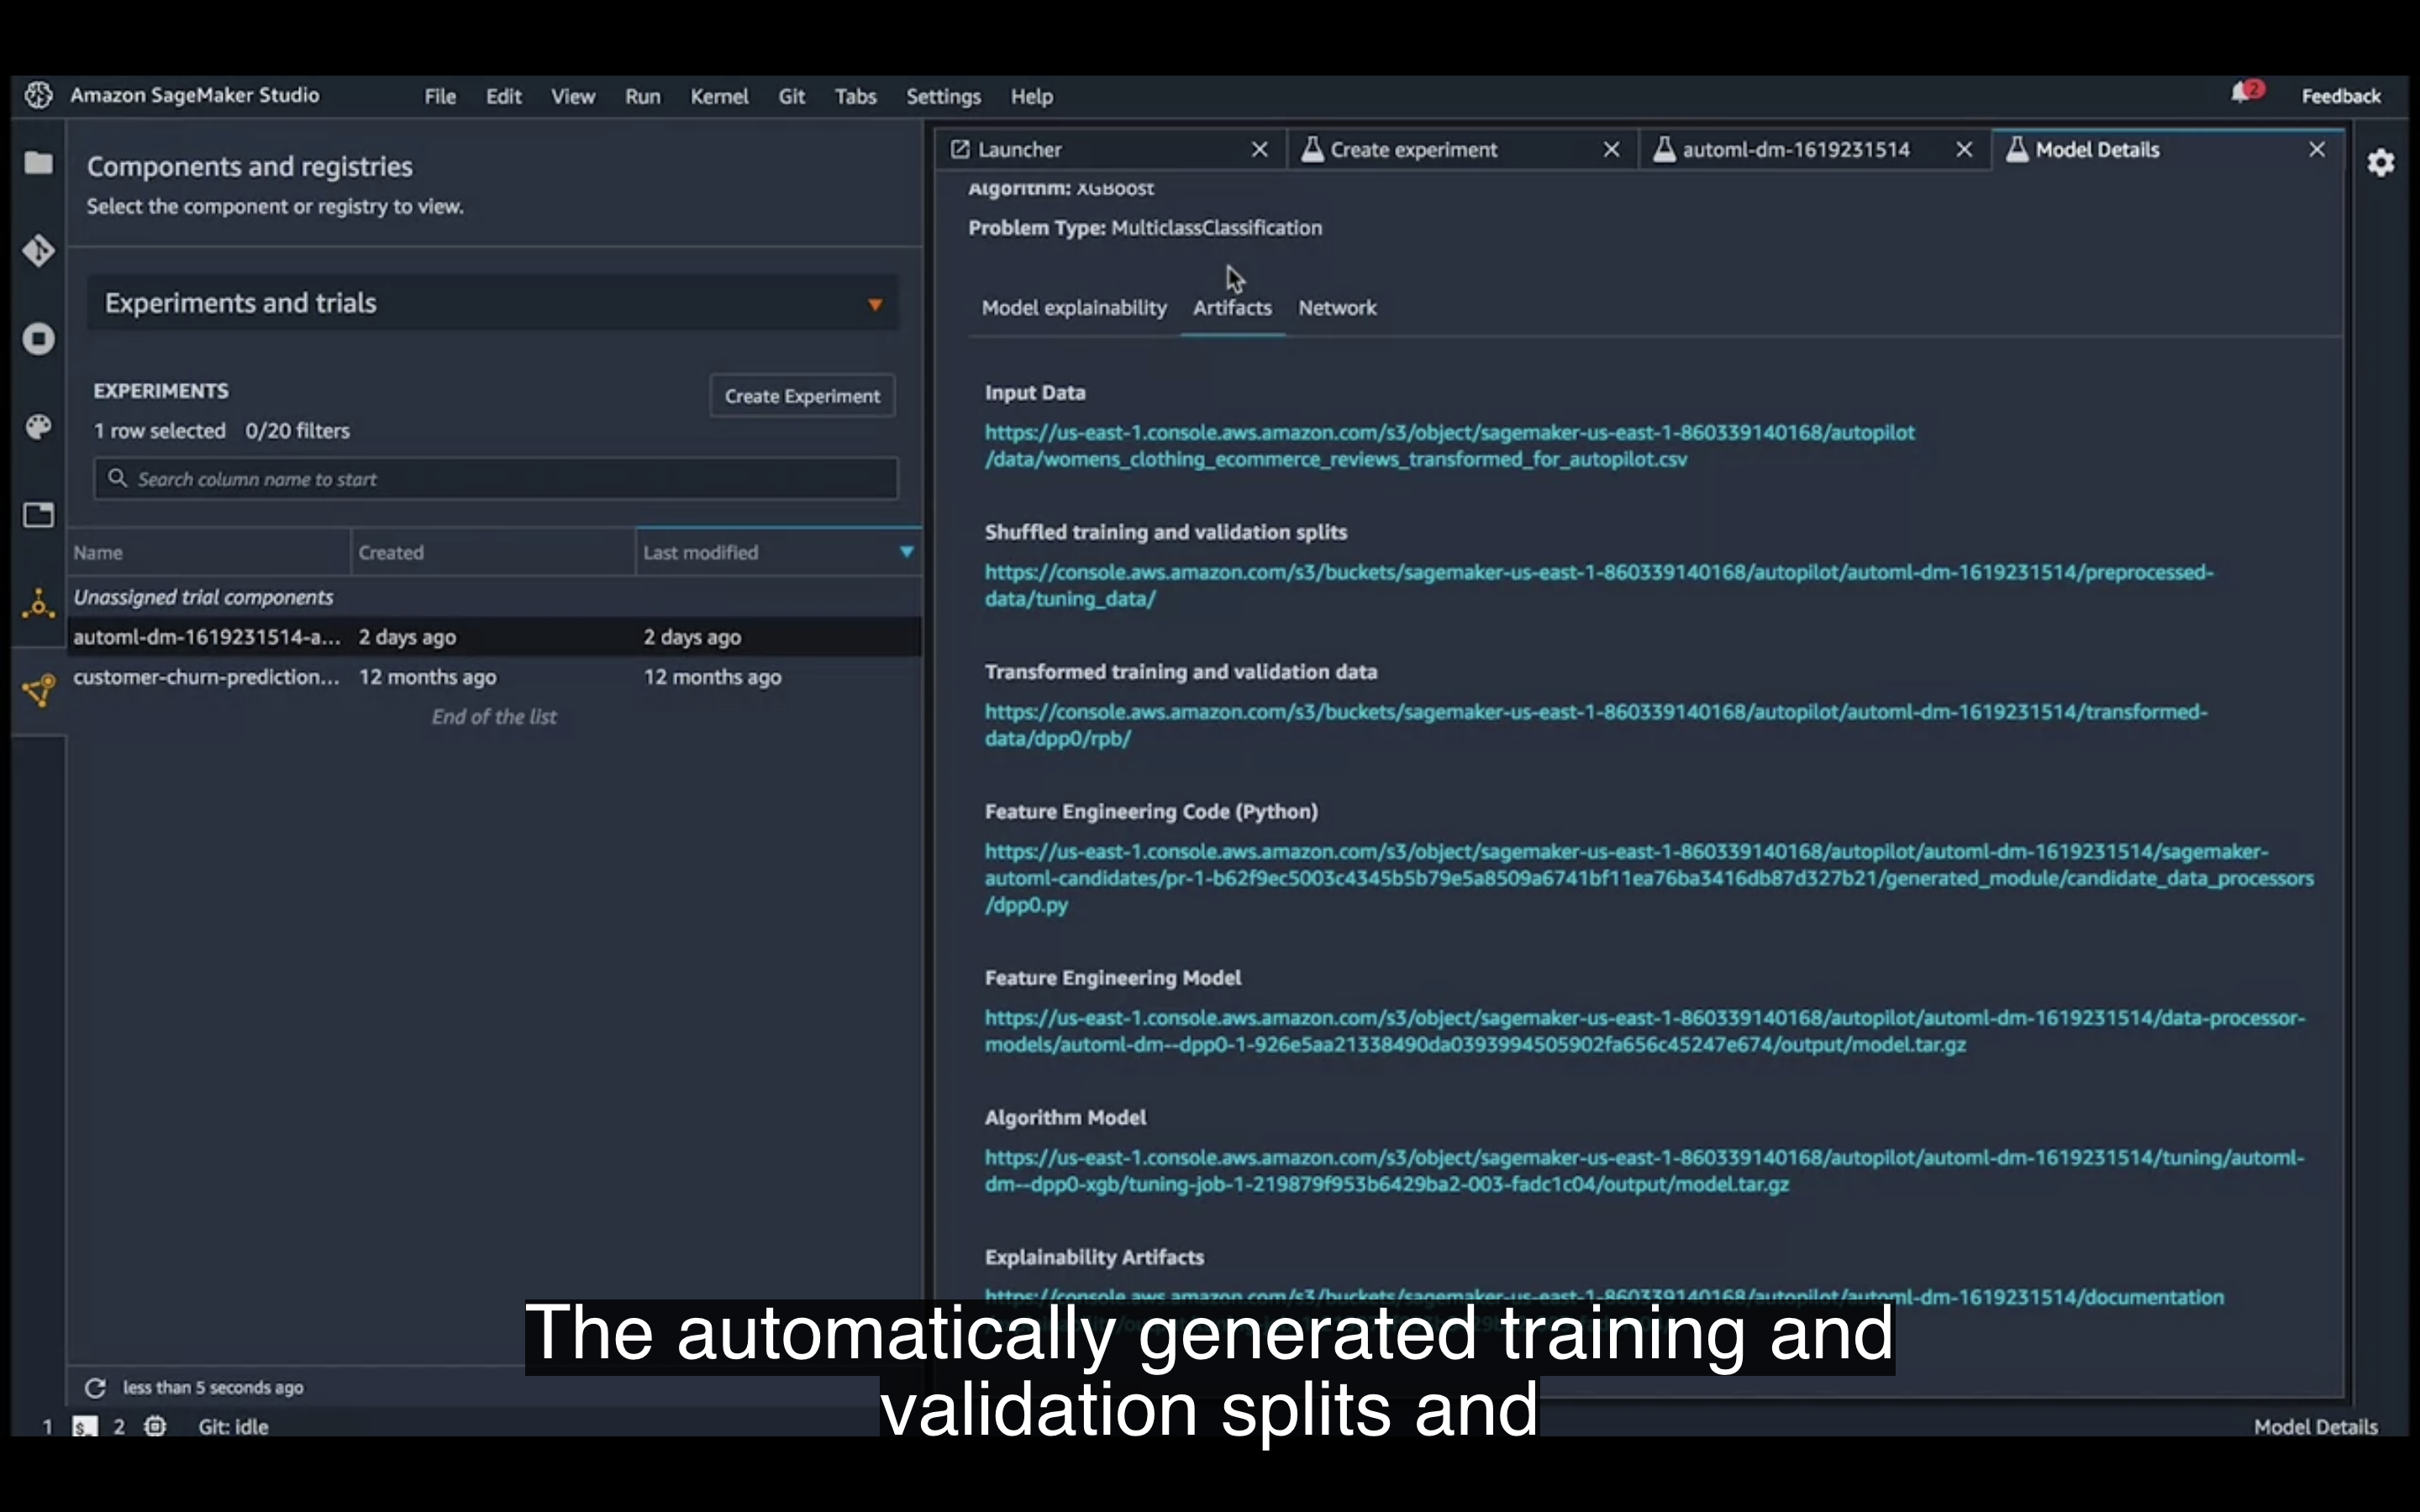 Amazon SageMaker Studio File Edit View Run Kernel Git Tabs Settings Help 2 Feedback
Components and registries
Select the component or registry to view.
Experiments and trials
EXPERIMENTS
Create Experiment
1 row selected 0/20 filters
Search column name to start
Name Created Last modified
Unassigned trial components
automl-dm-1619231514-a... 2 days ago 2 days ago
customer-churn-prediction... 12 months ago 12 months ago
End of the list
less than 5 seconds ago
Launcher Create experiment automl-dm-1619231514 Model Details
Algorithm: XGBoost
Problem Type: MulticlassClassification
Model explainability Artifacts Network
Input Data
https://us-east-1.console.aws.amazon.com/s3/object/sagemaker-us-east-1-860339140168/autopilot
/data/womens_clothing_ecommerce_reviews_transformed_for_autopilot.csv
Shuffled training and validation splits
https://console.aws.amazon.com/s3/buckets/sagemaker-us-east-1-860339140168/autopilot/automl-dm-1619231514/preprocessed-
data/tuning_data/
Transformed training and validation data
https://console.aws.amazon.com/s3/buckets/sagemaker-us-east-1-860339140168/autopilot/automl-dm-1619231514/transformed-
data/dpp0/rpb/
Feature Engineering Code (Python)
https://us-east-1.console.aws.amazon.com/s3/object/sagemaker-us-east-1-860339140168/autopilot/automl-dm-1619231514/sagemaker-
automl-candidates/pr-1-b62f9ec5003c4345b5b79e5a8509a6741bf11ea76ba3416db87d327b21/generated_module/candidate_data_processors
/dpp0.py
Feature Engineering Model
https://us-east-1.console.aws.amazon.com/s3/object/sagemaker-us-east-1-860339140168/autopilot/automl-dm-1619231514/data-processor-
models/automl-dm--dpp0-1-926e5aa21338490da0393994505902fa656c45247e674/output/model.tar.gz
Algorithm Model
https://us-east-1.console.aws.amazon.com/s3/object/sagemaker-us-east-1-860339140168/autopilot/automl-dm-1619231514/tuning/automl-
dm--dpp0-xgb/tuning-job-1-219879f953b6429ba2-003-fadc1c04/output/model.tar.gz
Explainability Artifacts
https://console.aws.amazon.com/s3/buckets/sagemaker-us-east-1-860339140168/autopilot/automl-dm-1619231514/documentation
The automatically generated training and
validation splits and
1 $_ 2 Git: idle Model Details